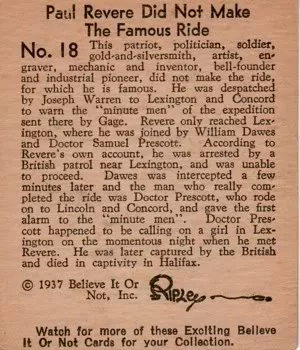 Paul Revere Did Not Make
The Famous Ride
No. 18 This patriot, politician, soldier,
gold-and-silversmith, artist, en-
graver, mechanic and inventor, bell-founder
and industrial pioneer, did not make the ride,
for which he is famous. He was despatched
by Joseph Warren to Lexington and Concord
to warn the "minute men" of the expedition
sent there by Gage. Revere only reached Lex-
ington, where he was joined by William Dawes
and Doctor Samuel Prescott. According to
Revere's own account, he was arrested by a
British patrol near Lexington, and was unable
to proceed. Dawes was intercepted a few
minutes later and the man who really com-
pleted the ride was Doctor Prescott, who rode
on to Lincoln and Concord, and gave the first
alarm to the "minute men". Doctor Pres-
cott happened to be calling on a girl in Lex-
ington on the momentous night when he met
Revere. He was later captured by the British
and died in captivity in Halifax.
© 1937 Believe It Or
Not, Inc. Ripley
Watch for more of these Exciting Believe
It Or Not Cards for your Collection.